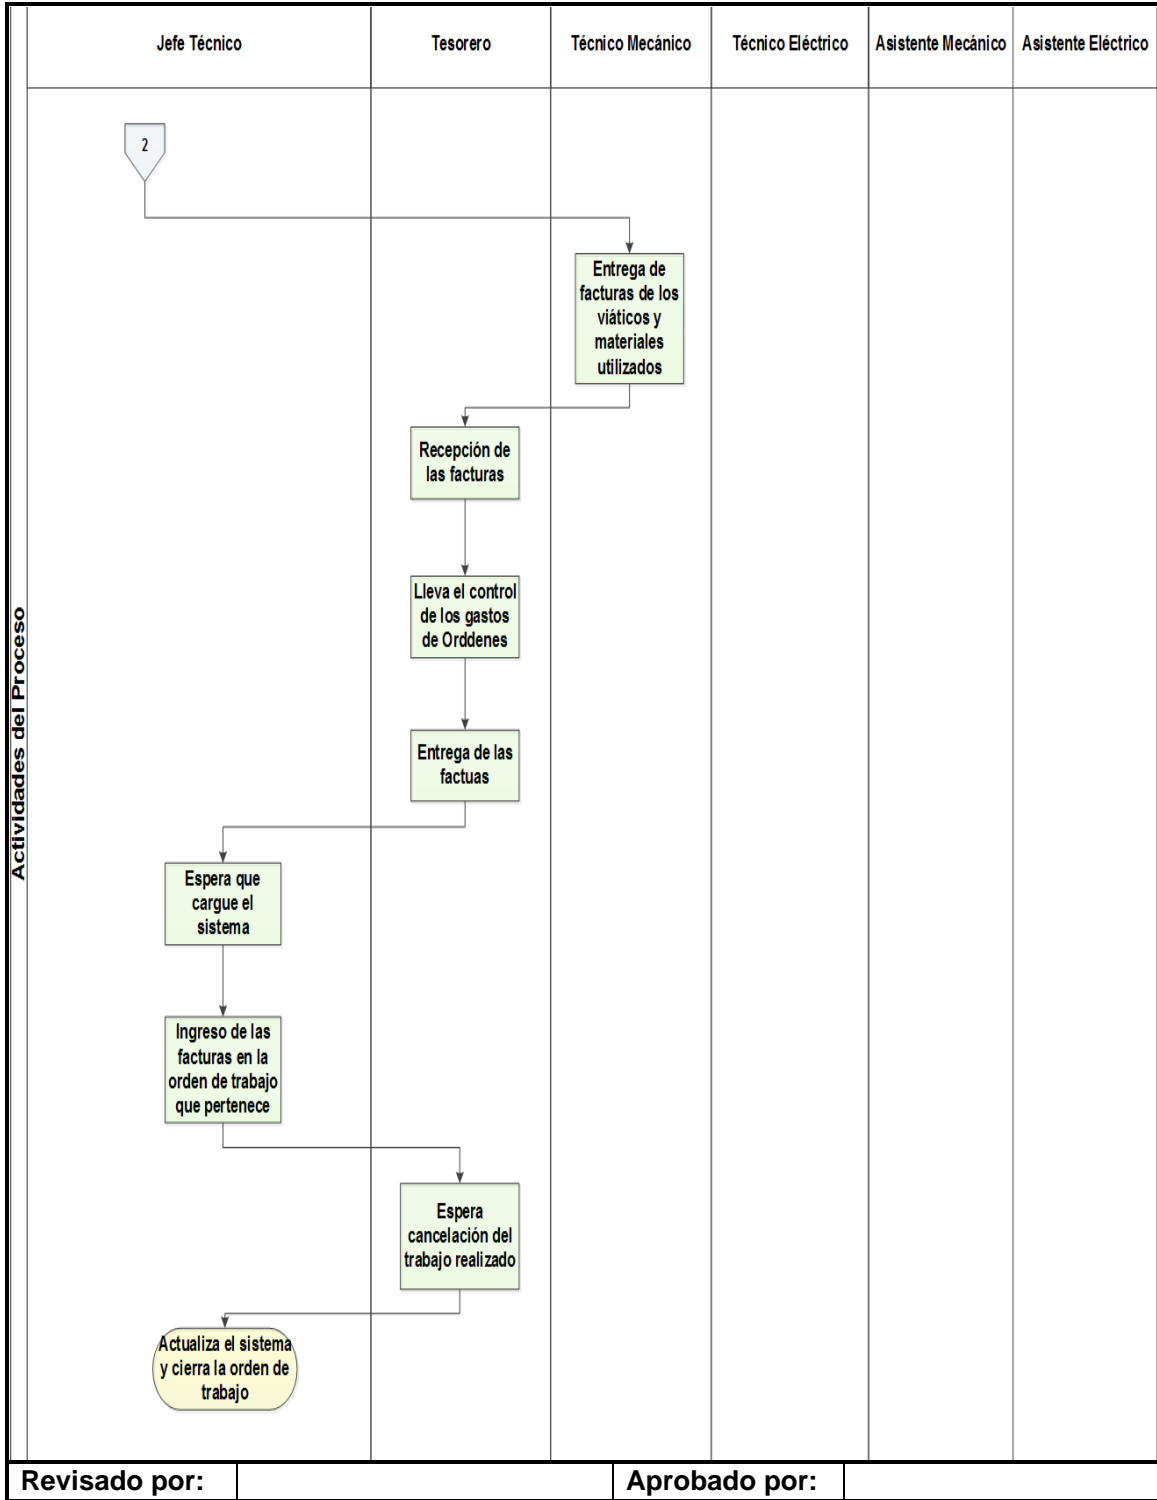 Jefe Técnico
Tesorero
Técnico Mecánico
Técnico Eléctrico
Asistente Mecánico
Asistente Eléctrico
Actividades del Proceso
2
Entrega de
facturas de los
viáticos y
materiales
utilizados
Recepción de
las facturas
Lleva el control
de los gastos
de Orddenes
Entrega de las
factuas
Espera que
cargue el
sistema
Ingreso de las
facturas en la
orden de trabajo
que pertenece
Espera
cancelación del
trabajo realizado
Actualiza el sistema
y cierra la orden de
trabajo
Revisado por:
Aprobado por: